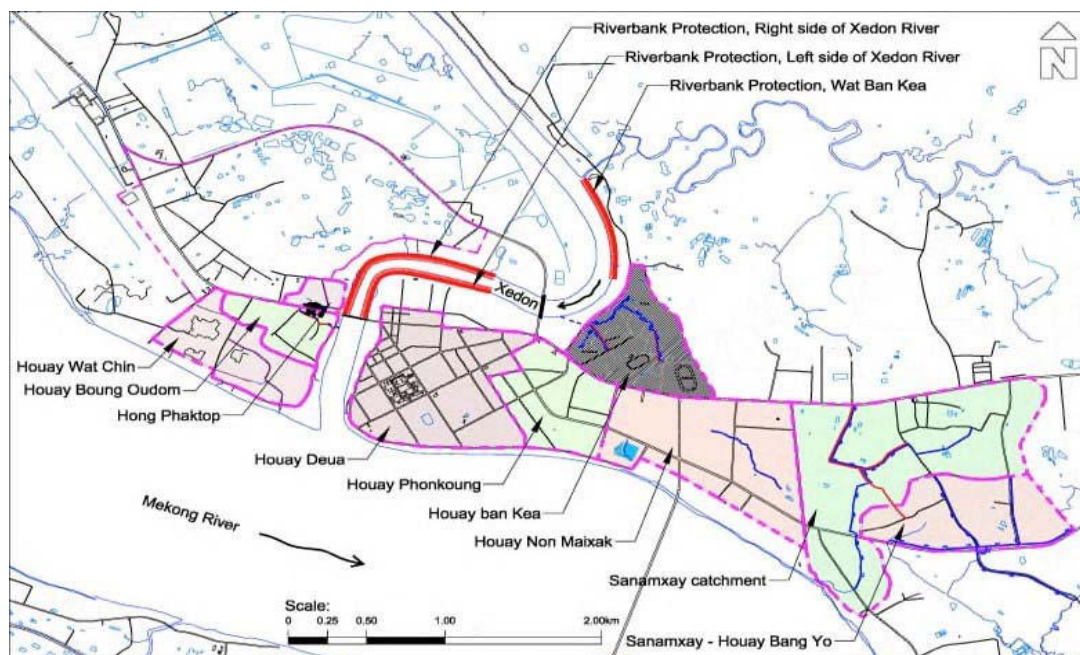 Riverbank Protection, Right side of Xedon River
Riverbank Protection, Left side of Xedon River
Riverbank Protection, Wat Ban Kea
N
Xedon
Houay Wat Chin
Houay Boung Oudom
Hong Phaktop
Houay Deua
Houay Phonkoung
Houay ban Kea
Houay Non Maixak
Mekong River
Sanamxay catchment
Sanamxay - Houay Bang Yo
Scale:
0 0.25 0.50 1.00 2.00km